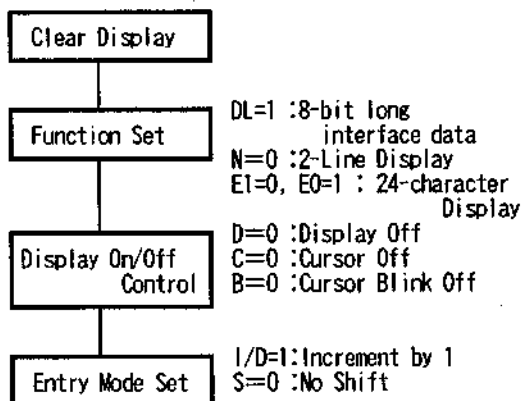 Clear Display
Function Set
DL=1 :8-bit long
interface data
N=0 :2-Line Display
E1=0, E0=1 : 24-character
Display
Display On/Off
Control
D=0 :Display Off
C=0 :Cursor Off
B=0 :Cursor Blink Off
Entry Mode Set
I/D=1:Increment by 1
S=0 :No Shift